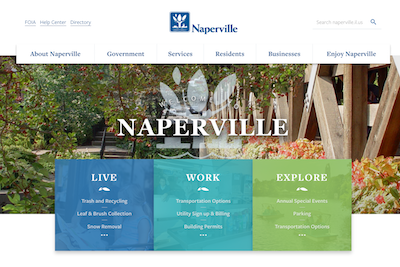 FOIA Help Center Directory
Naperville
Search naperville.il.us
About Naperville Government Services Residents Businesses Enjoy Naperville
WELCOME
NAPERVILLE
LIVE
Trash and Recycling
Leaf & Brush Collection
Snow Removal
WORK
Transportation Options
Utility Sign up & Billing
Building Permits
EXPLORE
Annual Special Events
Parking
Transportation Options